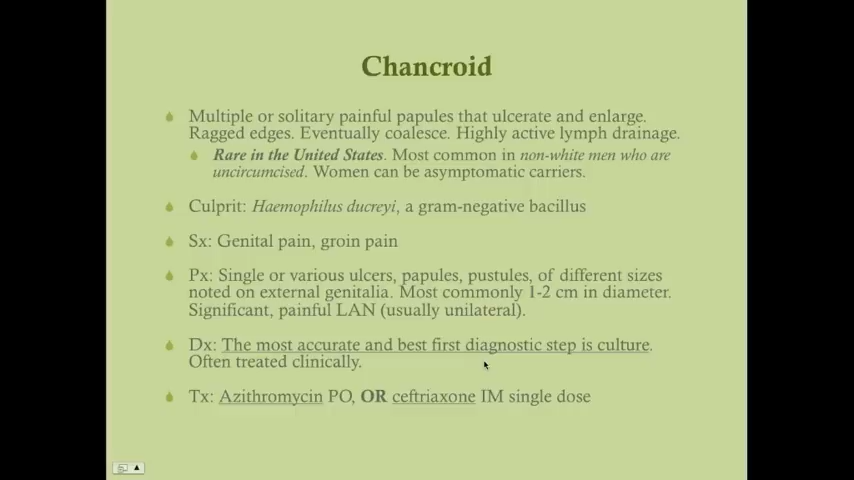 Chancroid
Multiple or solitary painful papules that ulcerate and enlarge.
Ragged edges. Eventually coalesce. Highly active lymph drainage.
Rare in the United States. Most common in non-white men who are
uncircumcised. Women can be asymptomatic carriers.
Culprit: Haemophilus ducreyi, a gram-negative bacillus
Sx: Genital pain, groin pain
Px: Single or various ulcers, papules, pustules, of different sizes
noted on external genitalia. Most commonly 1-2 cm in diameter.
Significant, painful LAN (usually unilateral).
Dx: The most accurate and best first diagnostic step is culture.
Often treated clinically.
Tx: Azithromycin PO, OR ceftriaxone IM single dose